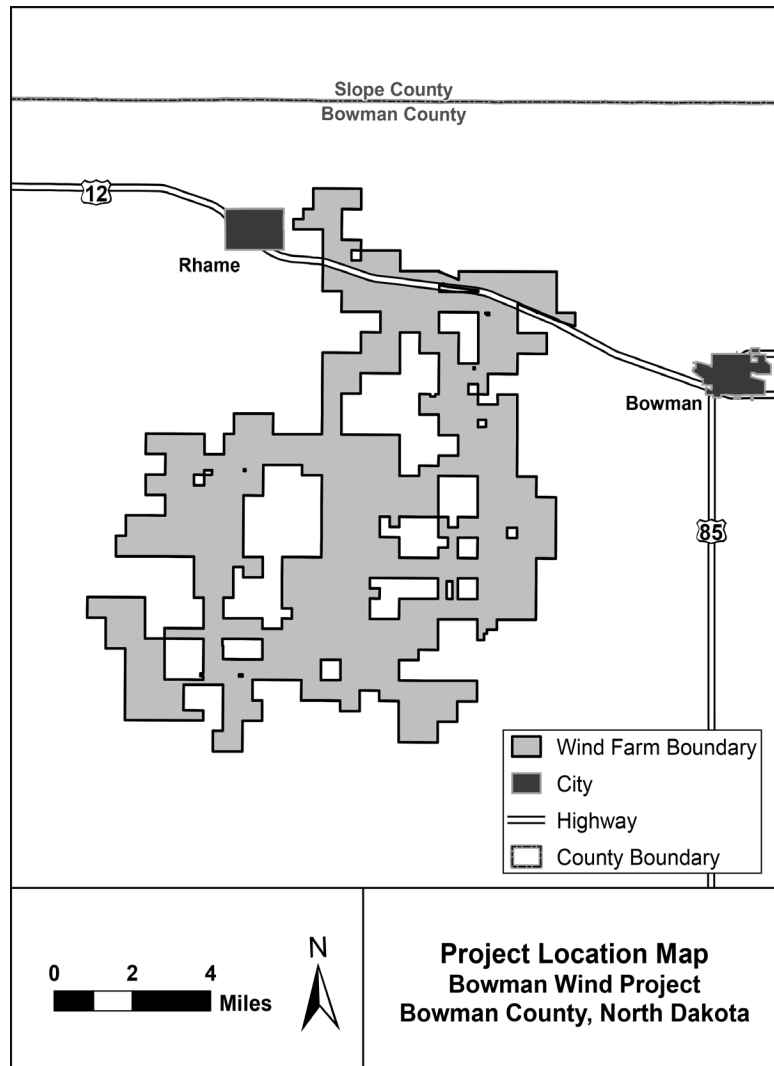 Slope County
Bowman County
12
Rhame
Bowman
85
Wind Farm Boundary
City
Highway
County Boundary
0 2 4
Miles
N
Project Location Map
Bowman Wind Project
Bowman County, North Dakota